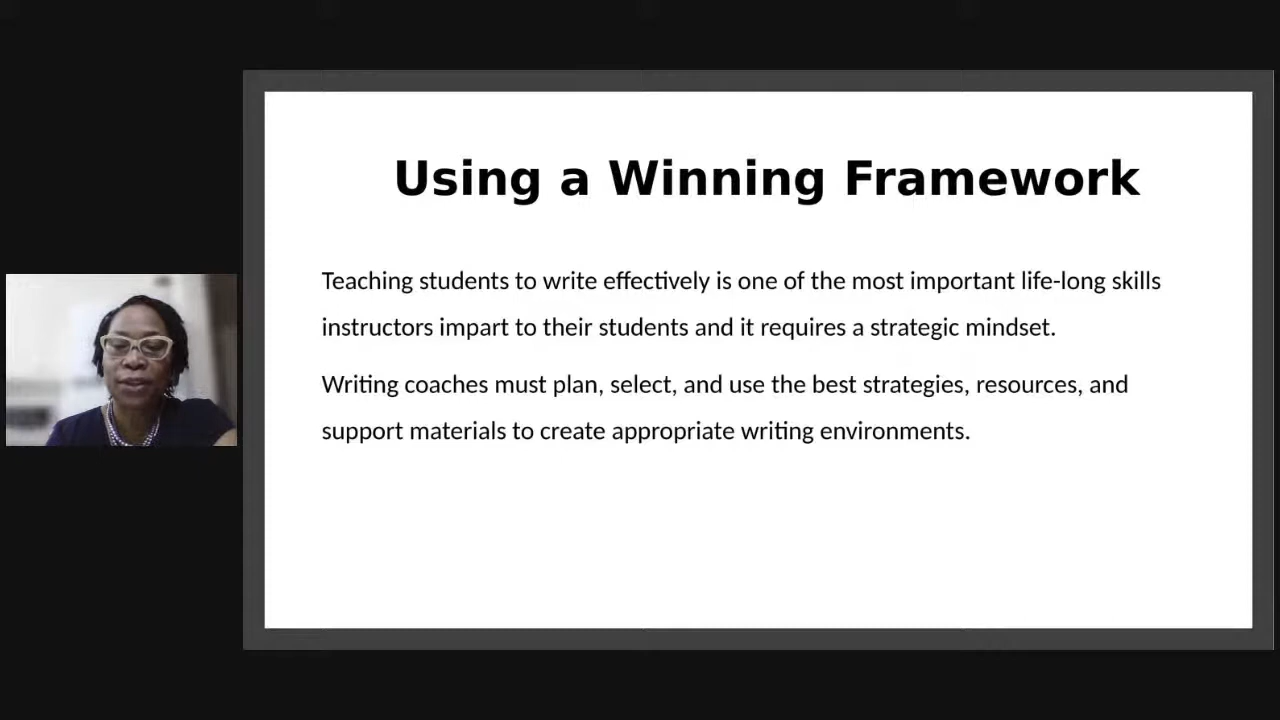 Using a Winning Framework
Teaching students to write effectively is one of the most important life-long skills
instructors impart to their students and it requires a strategic mindset.
Writing coaches must plan, select, and use the best strategies, resources, and
support materials to create appropriate writing environments.